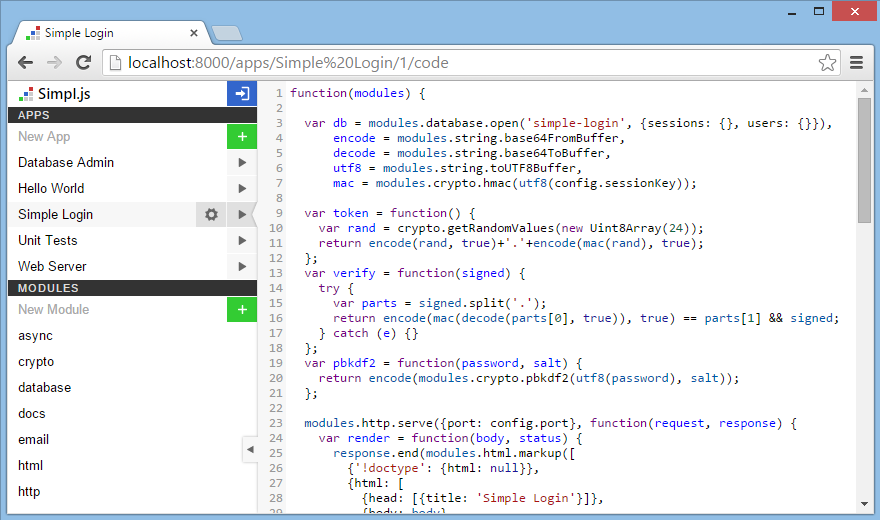 Simple Login
localhost:8000/apps/Simple%20Login/1/code
Simpl.js
APPS
New App
Database Admin
Hello World
Simple Login
Unit Tests
Web Server
MODULES
New Module
async
crypto
database
docs
email
html
http
1 function(modules) {
2
3   var db = modules.database.open('simple-login', {sessions: {}, users: {}}),
4       encode = modules.string.base64FromBuffer,
5       decode = modules.string.base64ToBuffer,
6       utf8 = modules.string.toUTF8Buffer,
7       mac = modules.crypto.hmac(utf8(config.sessionKey));
8
9   var token = function() {
10     var rand = crypto.getRandomValues(new Uint8Array(24));
11     return encode(rand, true)+'.'+encode(mac(rand), true);
12   };
13   var verify = function(signed) {
14     try {
15       var parts = signed.split('.');
16       return encode(mac(decode(parts[0], true)), true) == parts[1] && signed;
17     } catch (e) {}
18   };
19   var pbkdf2 = function(password, salt) {
20     return encode(modules.crypto.pbkdf2(utf8(password), salt));
21   };
22
23   modules.http.serve({port: config.port}, function(request, response) {
24     var render = function(body, status) {
25       response.end(modules.html.markup([
26         {'!doctype': {html: null}},
27         {html: [
28           {head: [{title: 'Simple Login'}]},
29           {body: body}